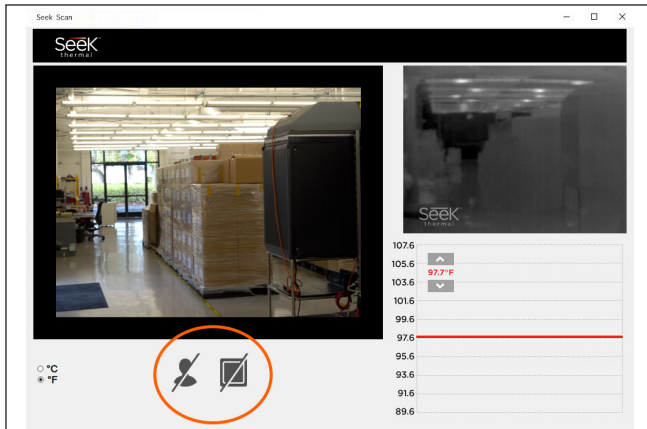 Seek Scan
SeeK
thermal
SeeK
thermal
107.6
105.6
97.7°F
103.6
101.6
99.6
97.6
95.6
93.6
91.6
89.6
°C
°F